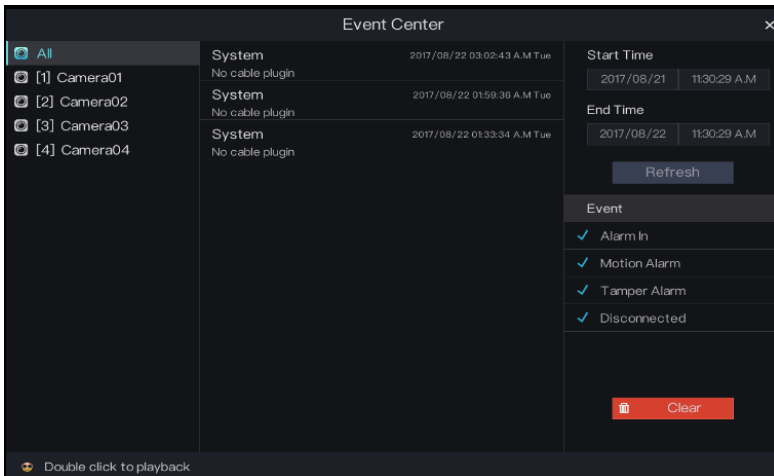 Event Center
All
[1] Camera01
[2] Camera02
[3] Camera03
[4] Camera04
System 2017/08/22 03:02:43 A.M Tue
No cable plugin
System 2017/08/22 01:59:36 A.M Tue
No cable plugin
System 2017/08/22 01:33:34 A.M Tue
No cable plugin
Start Time
2017/08/21 11:30:29 A.M
End Time
2017/08/22 11:30:29 A.M
Refresh
Event
Alarm In
Motion Alarm
Tamper Alarm
Disconnected
Clear
Double click to playback